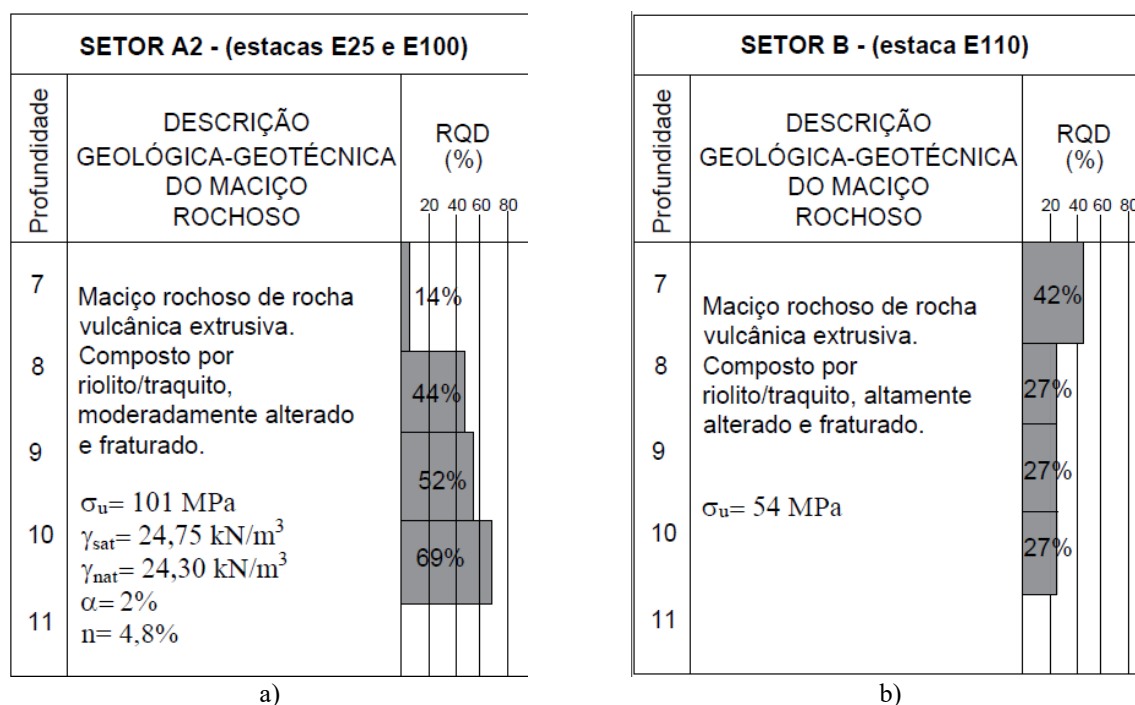 SETOR A2 - (estacas E25 e E100)
Profundidade
DESCRIÇÃO
GEOLÓGICA-GEOTÉCNICA
DO MACIÇO
ROCHOSO
RQD
(%)
20 40 60 80
7
8
9
10
11
Maciço rochoso de rocha
vulcânica extrusiva.
Composto por
riolito/traquito,
moderadamente alterado
e fraturado.
σu= 101 MPa
γsat= 24,75 kN/m³
γnat= 24,30 kN/m³
α= 2%
n= 4,8%
14%
44%
52%
69%
a)
SETOR B - (estaca E110)
Profundidade
DESCRIÇÃO
GEOLÓGICA-GEOTÉCNICA
DO MACIÇO
ROCHOSO
RQD
(%)
20 40 60 80
7
8
9
10
11
Maciço rochoso de rocha
vulcânica extrusiva.
Composto por
riolito/traquito, altamente
alterado e fraturado.
σu= 54 MPa
42%
27%
27%
27%
b)